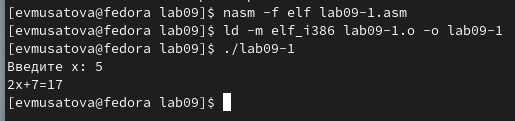 [evmusatova@fedora lab09]$ nasm -f elf lab09-1.asm
[evmusatova@fedora lab09]$ ld -m elf_i386 lab09-1.o -o lab09-1
[evmusatova@fedora lab09]$ ./lab09-1
Введите x: 5
2x+7=17
[evmusatova@fedora lab09]$